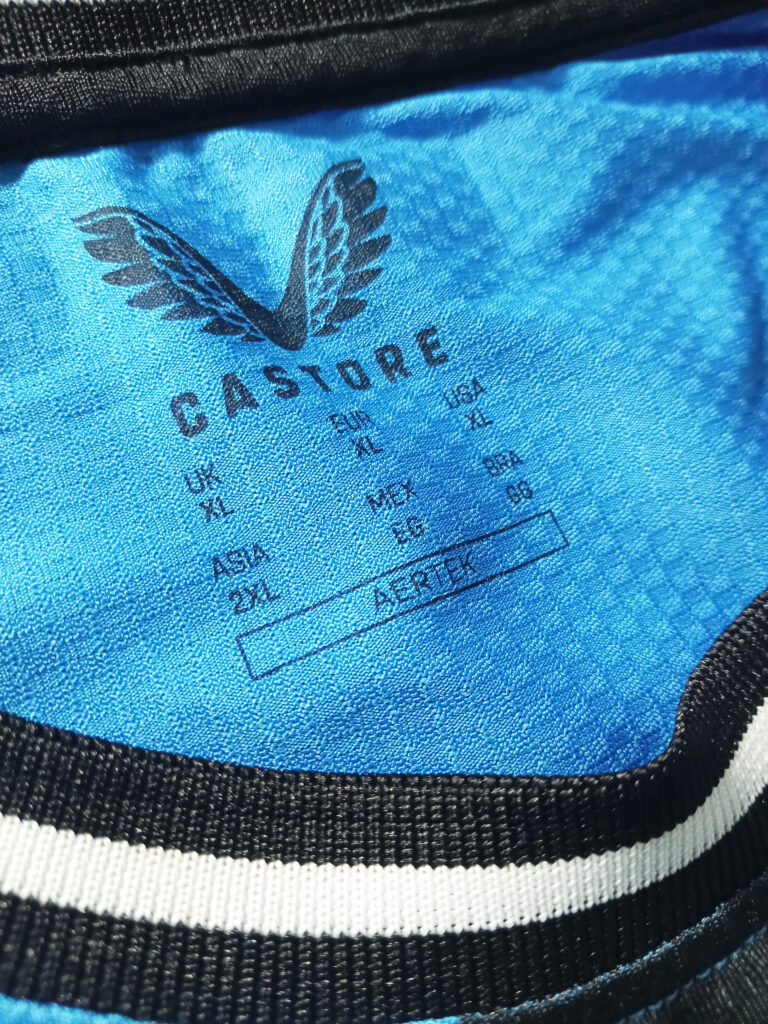 CASTORE
UK EUR USA
XL XL XL
ASIA MEX BRA
2XL EG GG
AERTEK